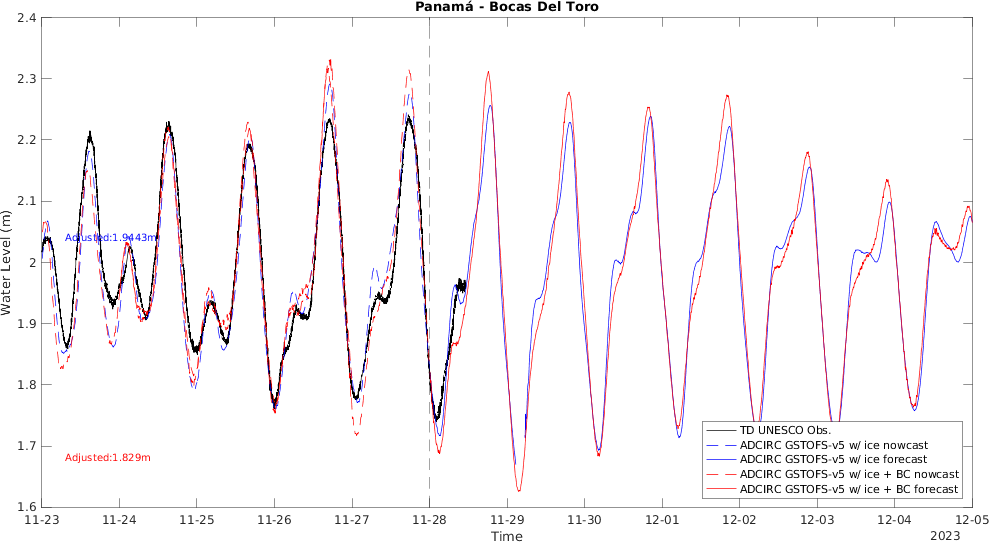 Panamá - Bocas Del Toro
2.4
2.3
2.2
2.1
2
1.9
1.8
1.7
1.6
Water Level (m)
Adjusted:1.9443m
Adjusted:1.829m
TD UNESCO Obs.
ADCIRC GSTOFS-v5 w/ ice nowcast
ADCIRC GSTOFS-v5 w/ ice forecast
ADCIRC GSTOFS-v5 w/ ice + BC nowcast
ADCIRC GSTOFS-v5 w/ ice + BC forecast
11-23 11-24 11-25 11-26 11-27 11-28 11-29 11-30 12-01 12-02 12-03 12-04 12-05
Time
2023